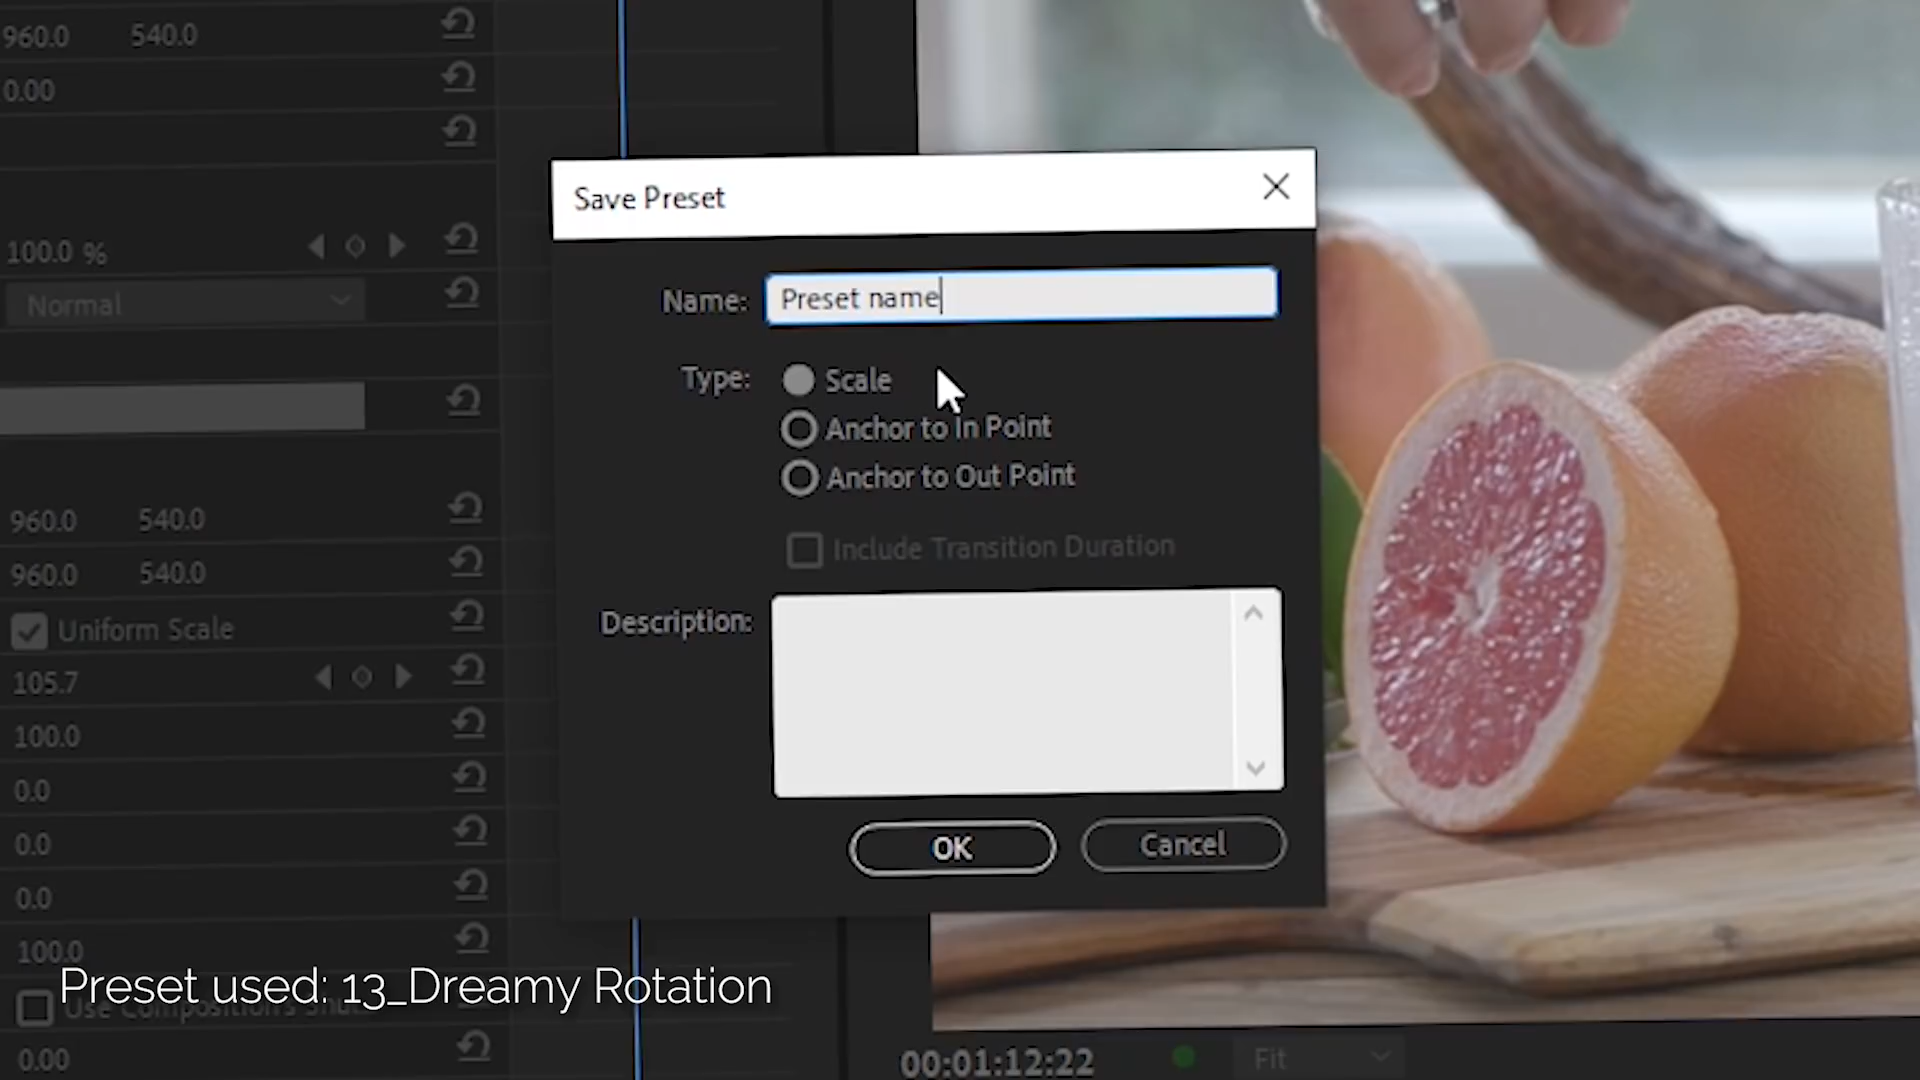 960.0 540.0
0.00
100.0 %
Normal
960.0 540.0
960.0 540.0
Uniform Scale
105.7
100.0
0.0
0.0
0.0
100.0
Use Composition's Shut
0.00
Save Preset
Name: Preset name
Type: Scale
Anchor to In Point
Anchor to Out Point
Include Transition Duration
Description:
OK Cancel
Preset used: 13_Dreamy Rotation
00:01:12:22 Fit